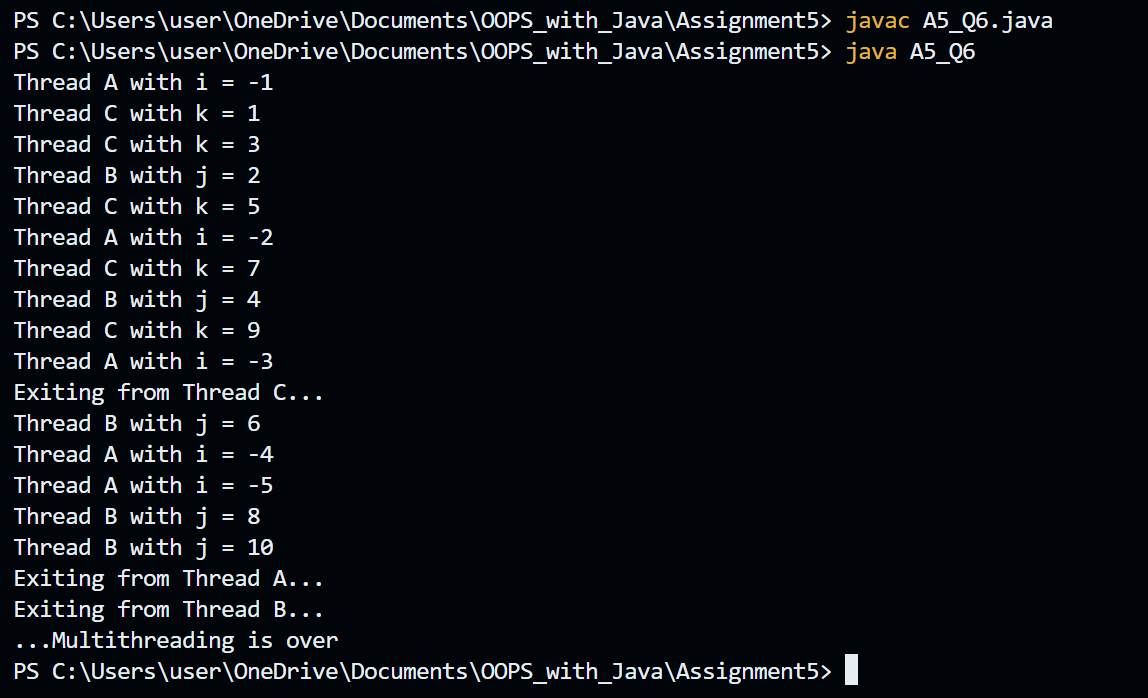 PS C:\Users\user\OneDrive\Documents\OOPS_with_Java\Assignment5> javac A5_Q6.java
PS C:\Users\user\OneDrive\Documents\OOPS_with_Java\Assignment5> java A5_Q6
Thread A with i = -1
Thread C with k = 1
Thread C with k = 3
Thread B with j = 2
Thread C with k = 5
Thread A with i = -2
Thread C with k = 7
Thread B with j = 4
Thread C with k = 9
Thread A with i = -3
Exiting from Thread C...
Thread B with j = 6
Thread A with i = -4
Thread A with i = -5
Thread B with j = 8
Thread B with j = 10
Exiting from Thread A...
Exiting from Thread B...
...Multithreading is over
PS C:\Users\user\OneDrive\Documents\OOPS_with_Java\Assignment5>